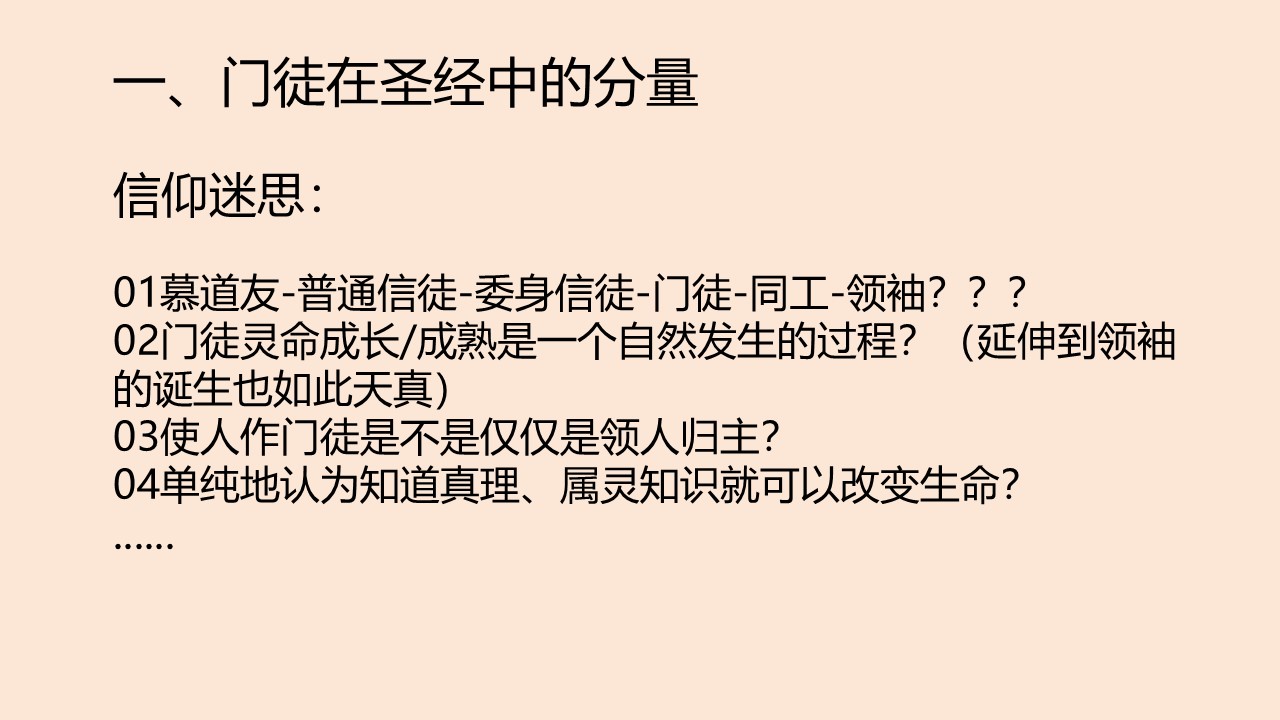 一、门徒在圣经中的分量
信仰迷思：
01慕道友-普通信徒-委身信徒-门徒-同工-领袖？？？
02门徒灵命成长/成熟是一个自然发生的过程？（延伸到领袖
的诞生也如此天真）
03使人作门徒是不是仅仅是领人归主？
04单纯地认为知道真理、属灵知识就可以改变生命？
……